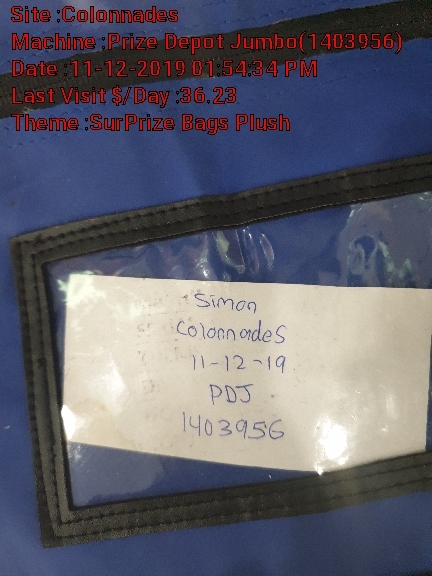 Site :Colonnades
Machine :Prize Depot Jumbo(1403956)
Date :11-12-2019 01:54:34 PM
Last Visit $/Day :36.23
Theme :SurPrize Bags Plush
Simon
Colonnades
11-12-19
PDJ
1403956